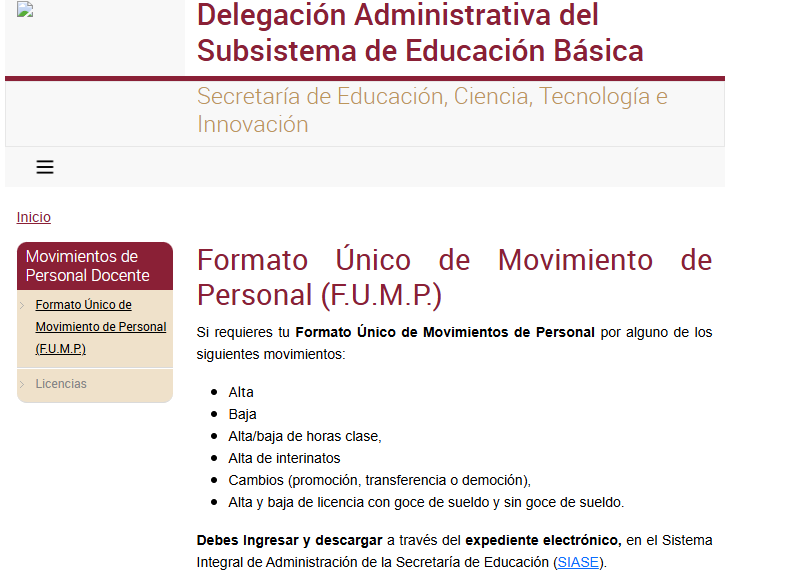 Delegación Administrativa del
Subsistema de Educación Básica
Secretaría de Educación, Ciencia, Tecnología e
Innovación
Inicio
Movimientos de
Personal Docente
Formato Único de
Movimiento de Personal
(F.U.M.P.)
Licencias
Formato Único de Movimiento de
Personal (F.U.M.P.)
Si requieres tu Formato Único de Movimientos de Personal por alguno de los
siguientes movimientos:
Alta
Baja
Alta/baja de horas clase,
Alta de interinatos
Cambios (promoción, transferencia o democión),
Alta y baja de licencia con goce de sueldo y sin goce de sueldo.
Debes Ingresar y descargar a través del expediente electrónico, en el Sistema
Integral de Administración de la Secretaría de Educación (SIASE).